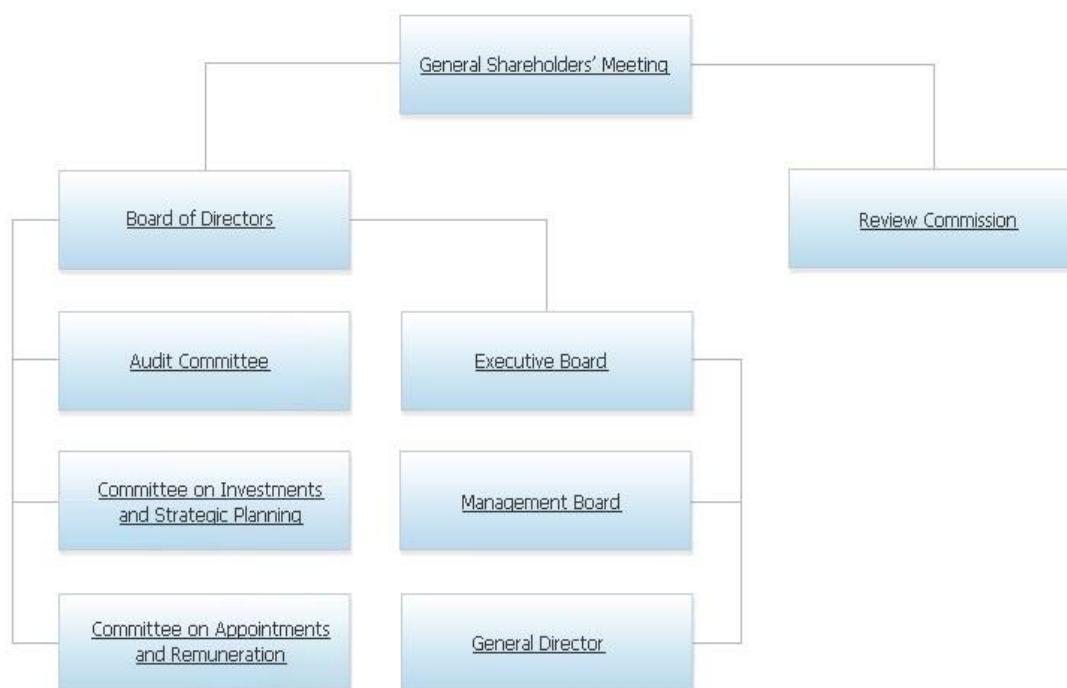 General Shareholders' Meeting
Board of Directors
Review Commission
Audit Committee
Executive Board
Committee on Investments
and Strategic Planning
Management Board
Committee on Appointments
and Remuneration
General Director